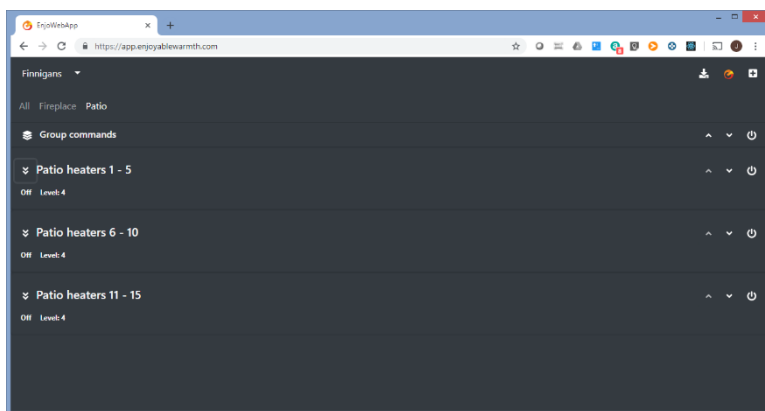 EnjoWebApp
https://app.enjoyablewarmth.com
Finnigans
All Fireplace Patio
Group commands
Patio heaters 1 - 5
Off Level: 4
Patio heaters 6 - 10
Off Level: 4
Patio heaters 11 - 15
Off Level: 4